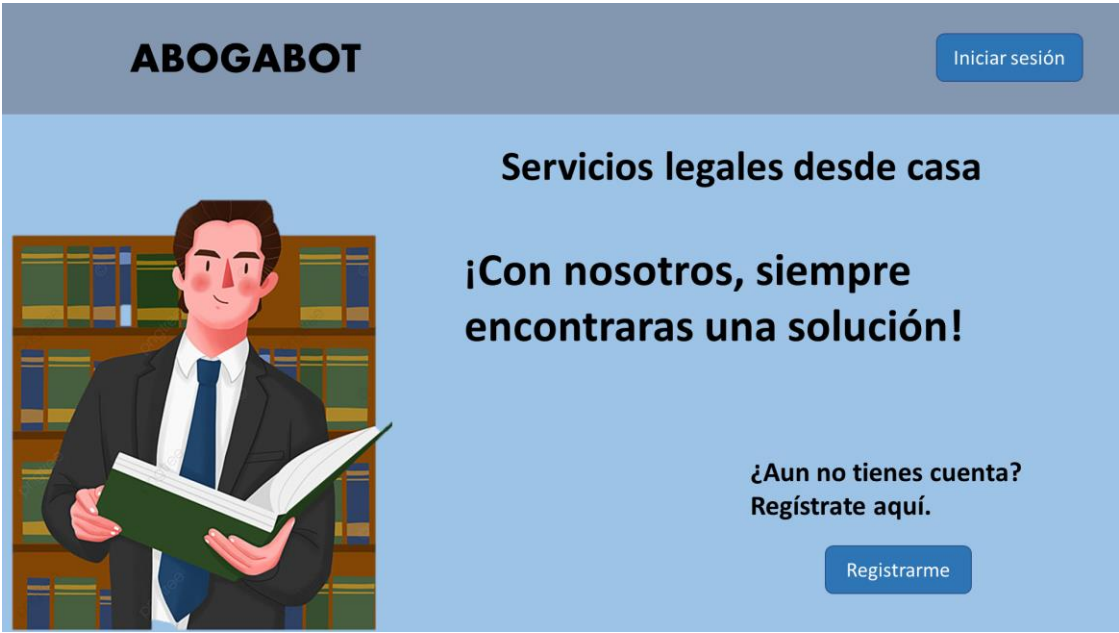 ABOGABOT
Iniciar sesión
Servicios legales desde casa
¡Con nosotros, siempre
encontraras una solución!
¿Aun no tienes cuenta?
Regístrate aquí.
Registrarme